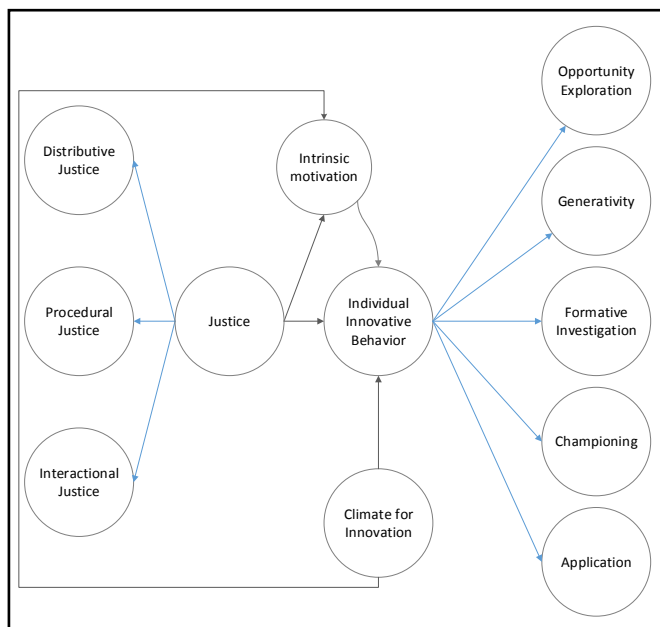 Opportunity
Exploration
Distributive
Justice
Intrinsic
motivation
Generativity
Procedural
Justice
Justice
Individual
Innovative
Behavior
Formative
Investigation
Championing
Interactional
Justice
Climate for
Innovation
Application